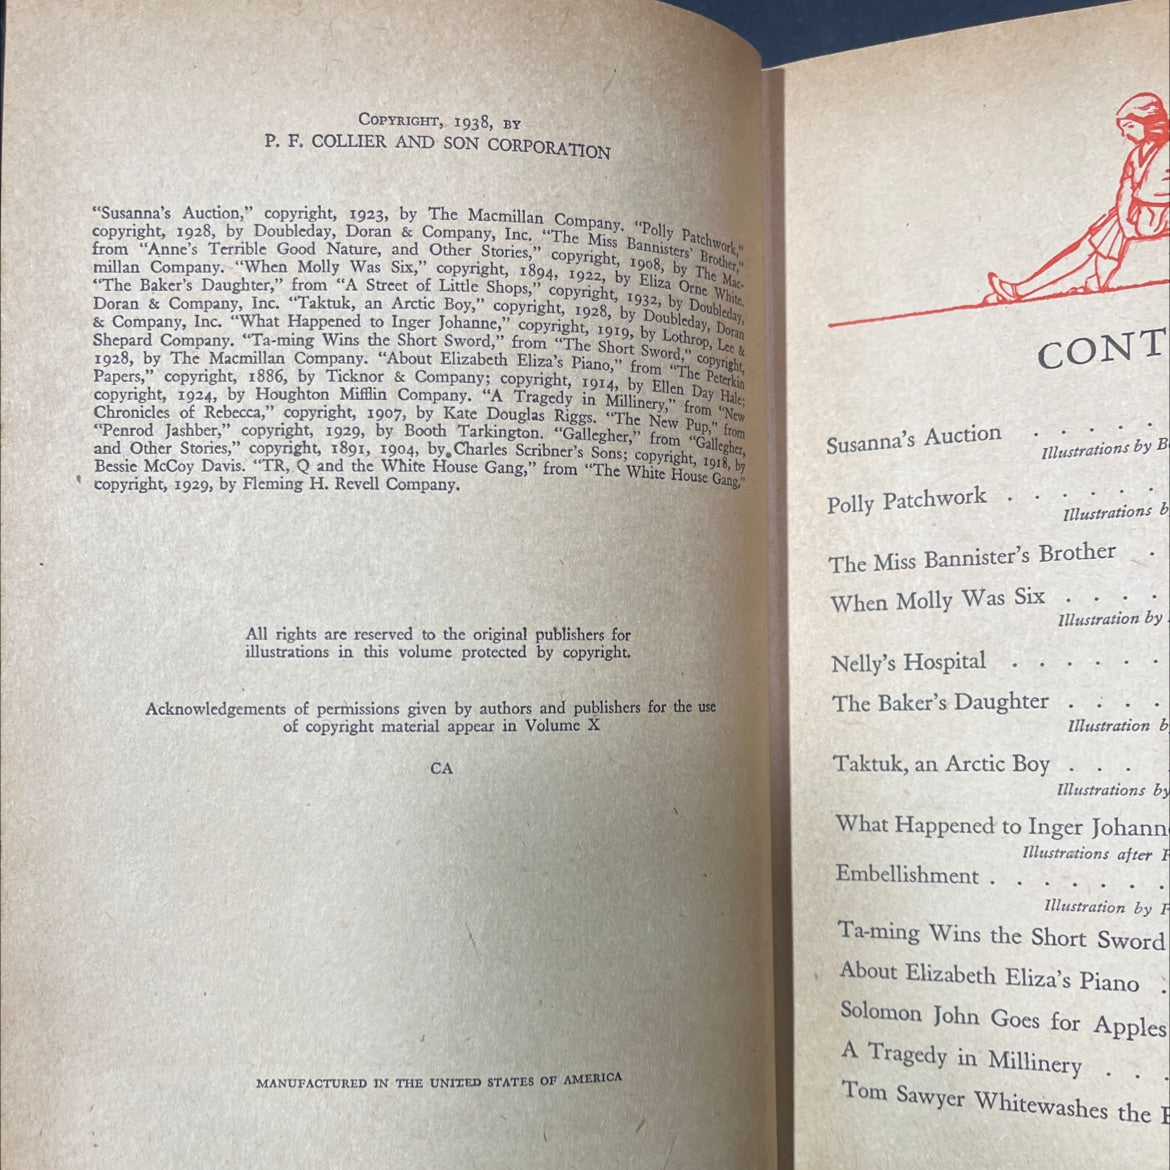 Copyright, 1938, by
P. F. COLLIER AND SON CORPORATION
“Susanna’s Auction,” copyright, 1923, by The Macmillan Company. “Polly Patchwork,”
copyright, 1928, by Doubleday, Doran & Company, Inc. “The Miss Bannisters’ Brother,”
from “Anne’s Terrible Good Nature, and Other Stories,” copyright, 1908, by The Mac-
millan Company. “When Molly Was Six,” copyright, 1894, 1922, by Eliza Orne White.
“The Baker’s Daughter,” from “A Street of Little Shops,” copyright, 1932, by Doubleday,
Doran & Company, Inc. “Taktuk, an Arctic Boy,” copyright, 1928, by Doubleday, Doran
& Company, Inc. “What Happened to Inger Johanne,” copyright, 1919, by Lothrop, Lee &
Shepard Company. “Ta-ming Wins the Short Sword,” from “The Short Sword,” copyright,
1928, by The Macmillan Company. “About Elizabeth Eliza’s Piano,” from “The Peterkin
Papers,” copyright, 1886, by Ticknor & Company; copyright, 1914, by Ellen Day Hale;
copyright, 1924, by Houghton Mifflin Company. “A Tragedy in Millinery,” from “New
Chronicles of Rebecca,” copyright, 1907, by Kate Douglas Riggs. “The New Pup,” from
“Penrod Jashber,” copyright, 1929, by Booth Tarkington. “Gallegher,” from “Gallegher,
and Other Stories,” copyright, 1891, 1904, by Charles Scribner’s Sons; copyright, 1918, by
Bessie McCoy Davis. “TR, Q and the White House Gang,” from “The White House Gang,”
copyright, 1929, by Fleming H. Revell Company.
All rights are reserved to the original publishers for
illustrations in this volume protected by copyright.
Acknowledgements of permissions given by authors and publishers for the use
of copyright material appear in Volume X
CA
MANUFACTURED IN THE UNITED STATES OF AMERICA
CONT
Susanna’s Auction . . . . .
Illustrations by B
Polly Patchwork . . . . . .
Illustrations b
The Miss Bannister’s Brother .
When Molly Was Six . . . .
Illustration by
Nelly’s Hospital . . . . . .
The Baker’s Daughter . . . .
Illustration b
Taktuk, an Arctic Boy . . .
Illustrations by
What Happened to Inger Johann
Illustrations after
Embellishment . . . . . . .
Illustration by F
Ta-ming Wins the Short Sword
About Elizabeth Eliza’s Piano .
Solomon John Goes for Apples
A Tragedy in Millinery . . .
Tom Sawyer Whitewashes the